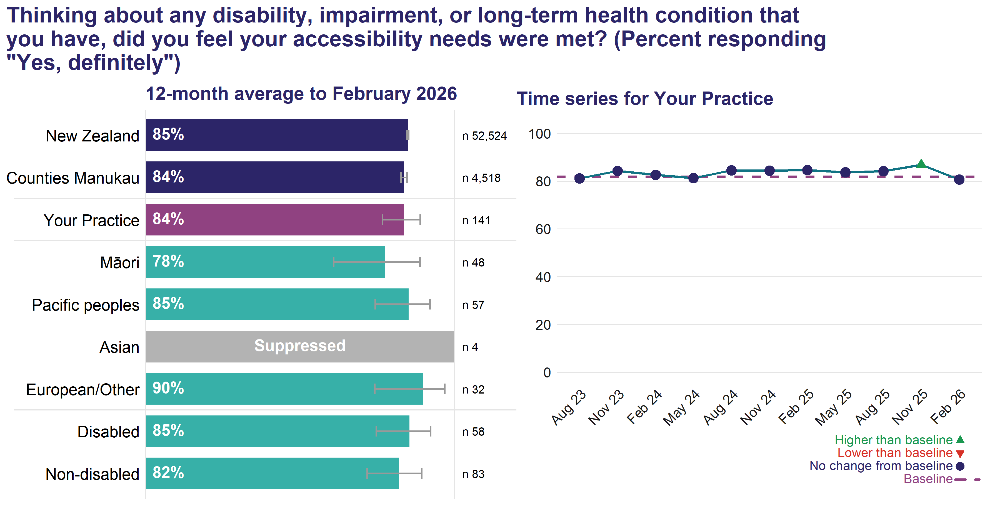 Thinking about any disability, impairment, or long-term health condition that
you have, did you feel your accessibility needs were met? (Percent responding
"Yes, definitely")
12-month average to February 2026
New Zealand 85% n 52,524
Counties Manukau 84% n 4,518
Your Practice 84% n 141
Māori 78% n 48
Pacific peoples 85% n 57
Asian Suppressed n 4
European/Other 90% n 32
Disabled 85% n 58
Non-disabled 82% n 83
Time series for Your Practice
100
80
60
40
20
0
Aug 23 Nov 23 Feb 24 May 24 Aug 24 Nov 24 Feb 25 May 25 Aug 25 Nov 25 Feb 26
Higher than baseline
Lower than baseline
No change from baseline
Baseline